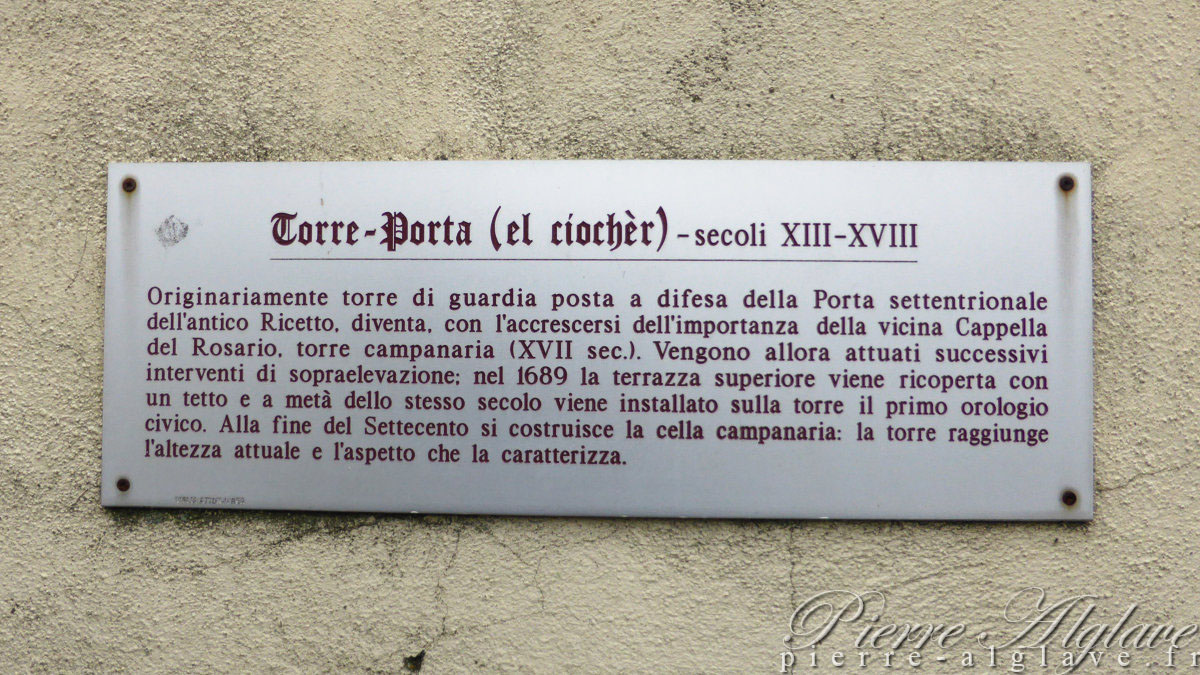 Torre-Porta (el ciochèr) - secoli XIII-XVIII
Originariamente torre di guardia posta a difesa della Porta settentrionale
dell'antico Ricetto, diventa, con l'accrescersi dell'importanza della vicina Cappella
del Rosario, torre campanaria (XVII sec.). Vengono allora attuati successivi
interventi di sopraelevazione; nel 1689 la terrazza superiore viene ricoperta con
un tetto e a metà dello stesso secolo viene installato sulla torre il primo orologio
civico. Alla fine del Settecento si costruisce la cella campanaria: la torre raggiunge
l'altezza attuale e l'aspetto che la caratterizza.
Pierre Alglave
pierre-alglave.fr